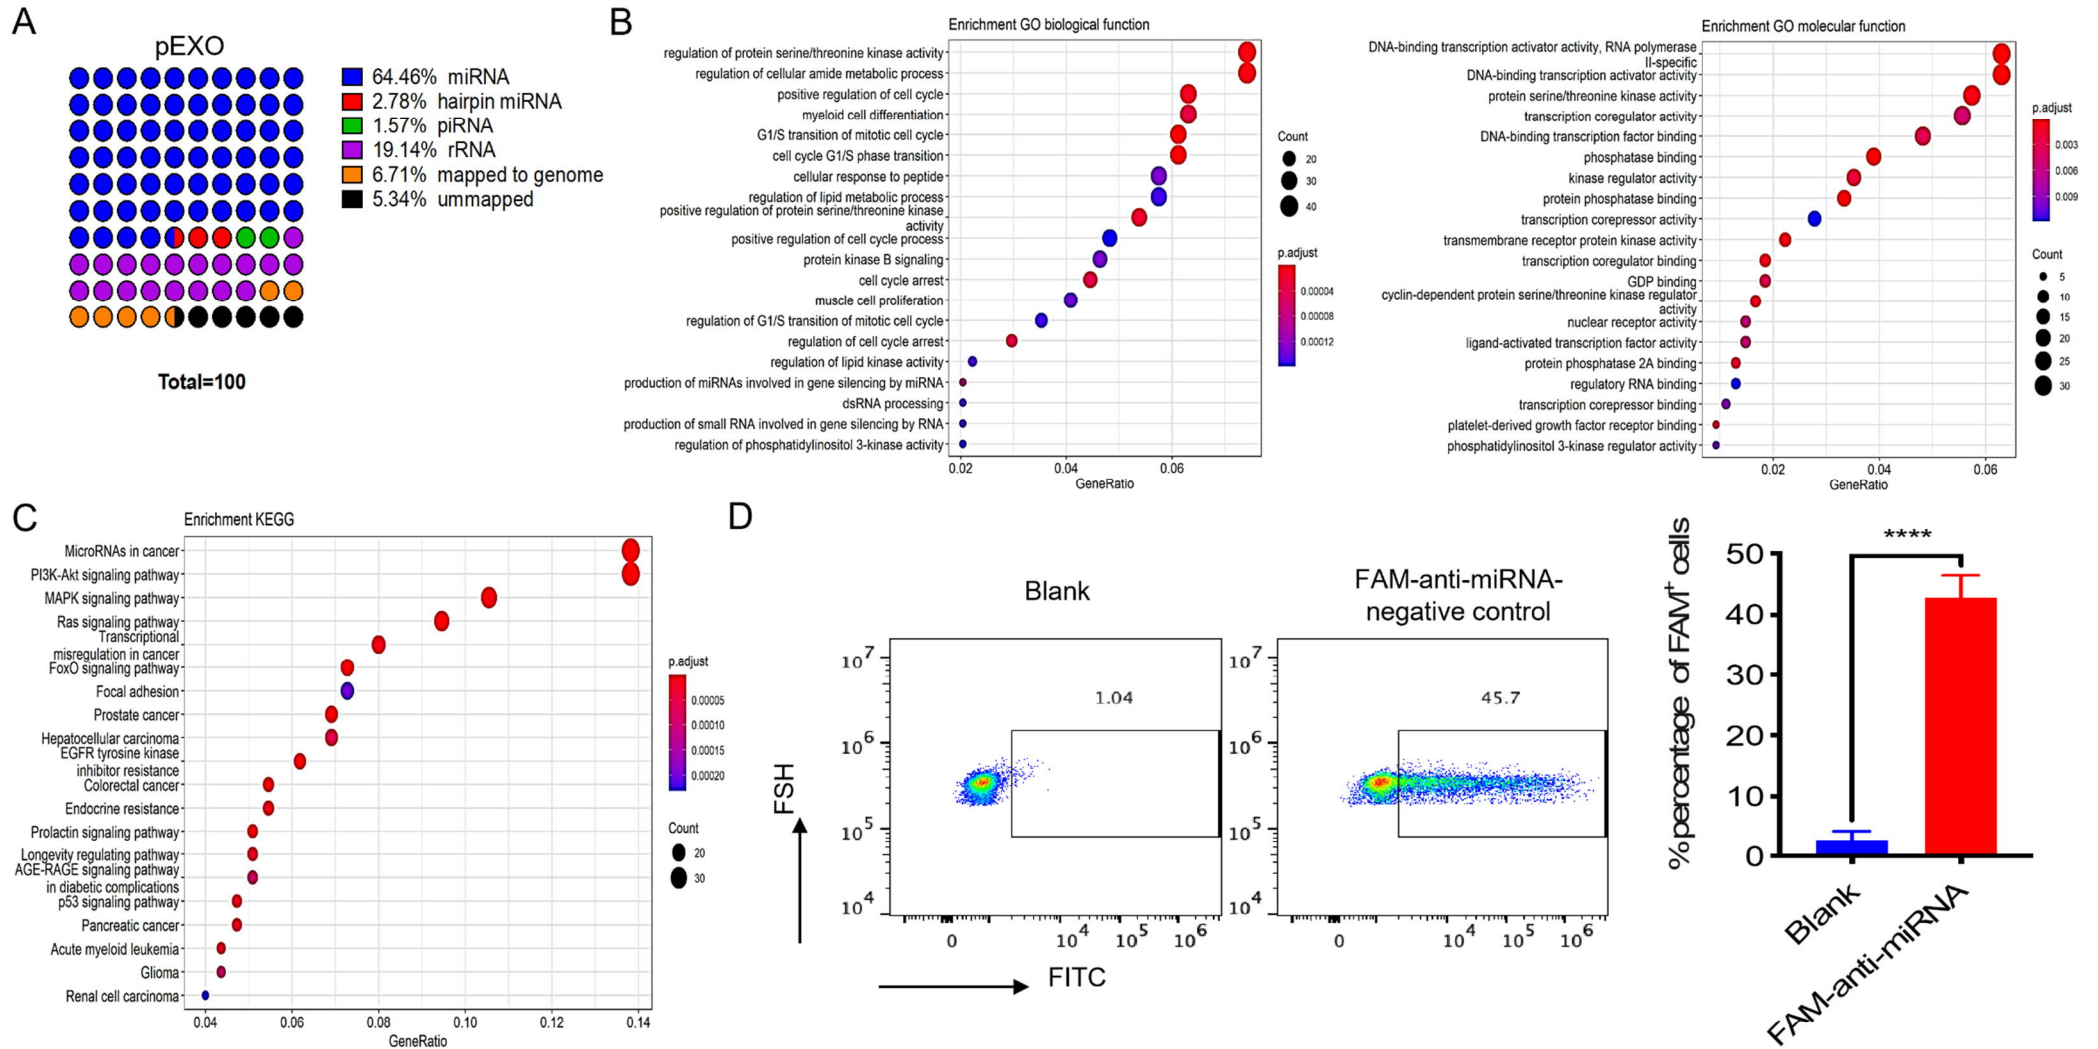 A
pEXO
64.46% miRNA
2.78% hairpin miRNA
1.57% piRNA
19.14% rRNA
6.71% mapped to genome
5.34% unmapped
Total=100
B
Enrichment GO biological function
regulation of protein serine/threonine kinase activity
regulation of cellular amide metabolic process
positive regulation of cell cycle
myeloid cell differentiation
G1/S transition of mitotic cell cycle
cell cycle G1/S phase transition
cellular response to peptide
regulation of lipid metabolic process
positive regulation of protein serine/threonine kinase
activity
positive regulation of cell cycle process
protein kinase B signaling
cell cycle arrest
muscle cell proliferation
regulation of G1/S transition of mitotic cell cycle
regulation of cell cycle arrest
regulation of lipid kinase activity
production of miRNAs involved in gene silencing by miRNA
dsRNA processing
production of small RNA involved in gene silencing by RNA
regulation of phosphatidylinositol 3-kinase activity
0.02 0.04 0.06
GeneRatio
Count
20
30
40
p.adjust
0.00004
0.00008
0.00012
Enrichment GO molecular function
DNA-binding transcription activator activity, RNA polymerase
II-specific
DNA-binding transcription activator activity
protein serine/threonine kinase activity
transcription coregulator activity
DNA-binding transcription factor binding
phosphatase binding
kinase regulator activity
protein phosphatase binding
transcription corepressor activity
transmembrane receptor protein kinase activity
transcription coregulator binding
GDP binding
cyclin-dependent protein serine/threonine kinase regulator
activity
nuclear receptor activity
ligand-activated transcription factor activity
protein phosphatase 2A binding
regulatory RNA binding
transcription corepressor binding
platelet-derived growth factor receptor binding
phosphatidylinositol 3-kinase regulator activity
0.02 0.04 0.06
GeneRatio
p.adjust
0.003
0.006
0.009
Count
5
10
15
20
25
30
C
Enrichment KEGG
MicroRNAs in cancer
PI3K-Akt signaling pathway
MAPK signaling pathway
Ras signaling pathway
Transcriptional
misregulation in cancer
FoxO signaling pathway
Focal adhesion
Prostate cancer
Hepatocellular carcinoma
EGFR tyrosine kinase
inhibitor resistance
Colorectal cancer
Endocrine resistance
Prolactin signaling pathway
Longevity regulating pathway
AGE-RAGE signaling pathway
in diabetic complications
p53 signaling pathway
Pancreatic cancer
Acute myeloid leukemia
Glioma
Renal cell carcinoma
0.04 0.06 0.08 0.10 0.12 0.14
GeneRatio
p.adjust
0.00005
0.00010
0.00015
0.00020
Count
20
30
D
Blank
1.04
10⁷
10⁶
10⁵
10⁴
0 10⁴ 10⁵ 10⁶
FSH
FITC
FAM-anti-miRNA-
negative control
45.7
10⁷
10⁶
10⁵
10⁴
0 10⁴ 10⁵ 10⁶
% percentage of FAM⁺ cells
50
40
30
20
10
0
****
Blank
FAM-anti-miRNA